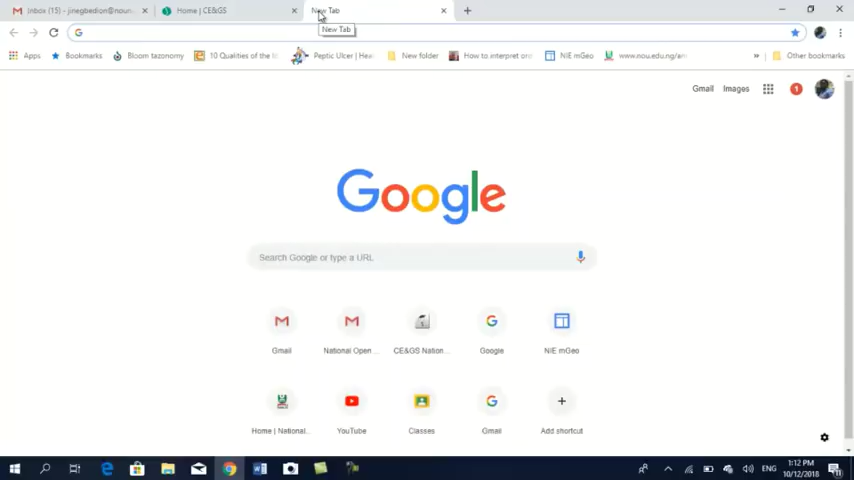 Inbox (15) - jinegbedion@noun.
Home | CE&GS
New Tab
New Tab
Apps
Bookmarks
Bloom taxonomy
10 Qualities of the Id
Peptic Ulcer | Hea
New folder
How to interpret ord
NIE mGeo
www.nou.edu.ng/an
Other bookmarks
Gmail
Images
1
Google
Search Google or type a URL
Gmail
National Open ...
CE&GS Nation...
Google
NIE mGeo
Home | National...
YouTube
Classes
Gmail
Add shortcut
ENG
1:12 PM
10/12/2018